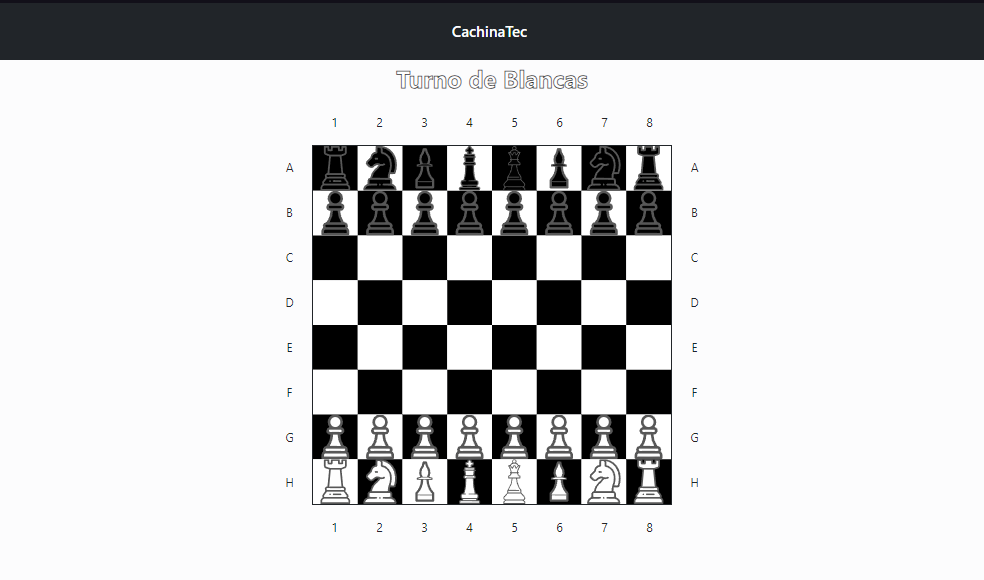 CachinaTec
Turno de Blancas
1 2 3 4 5 6 7 8
A A
B B
C C
D D
E E
F F
G G
H H
1 2 3 4 5 6 7 8